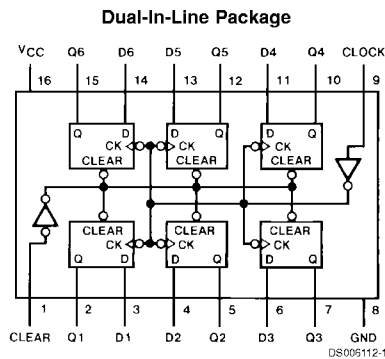 Dual-In-Line Package
VCC Q6 D6 D5 Q5 D4 Q4 CLOCK
16 15 14 13 12 11 10 9
Q D D Q D Q
CK CK CK
CLEAR CLEAR CLEAR
CLEAR CLEAR CLEAR
CK CK CK
Q D D Q D Q
1 2 3 4 5 6 7 8
CLEAR Q1 D1 D2 Q2 D3 Q3 GND
DS006112-1